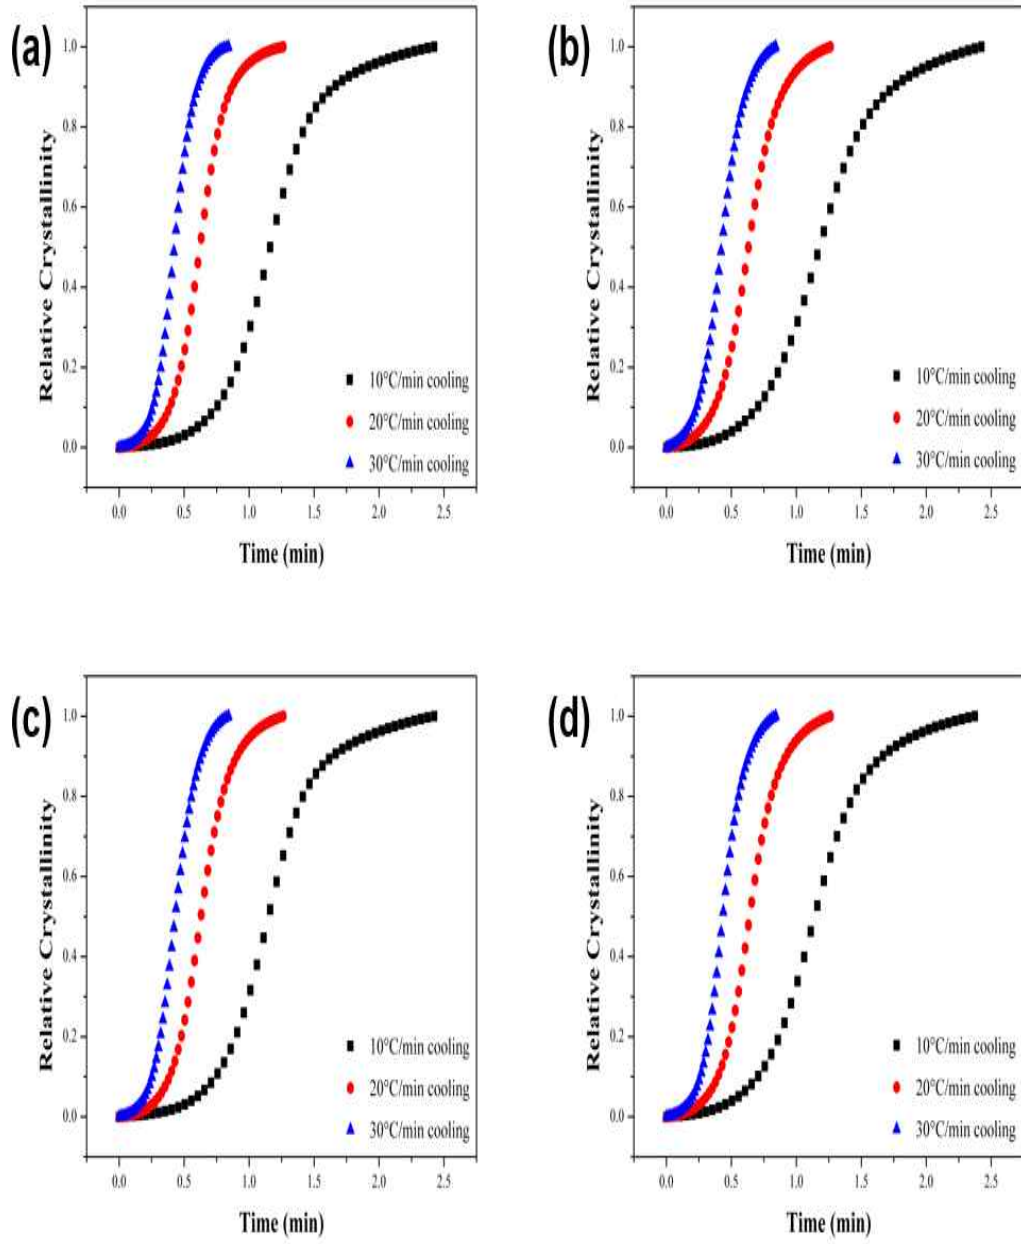 (a)
Relative Crystallinity
1.0
0.8
0.6
0.4
0.2
0.0
10°C/min cooling
20°C/min cooling
30°C/min cooling
0.0 0.5 1.0 1.5 2.0 2.5
Time (min)
(b)
Relative Crystallinity
1.0
0.8
0.6
0.4
0.2
0.0
10°C/min cooling
20°C/min cooling
30°C/min cooling
0.0 0.5 1.0 1.5 2.0 2.5
Time (min)
(c)
Relative Crystallinity
1.0
0.8
0.6
0.4
0.2
0.0
10°C/min cooling
20°C/min cooling
30°C/min cooling
0.0 0.5 1.0 1.5 2.0 2.5
Time (min)
(d)
Relative Crystallinity
1.0
0.8
0.6
0.4
0.2
0.0
10°C/min cooling
20°C/min cooling
30°C/min cooling
0.0 0.5 1.0 1.5 2.0 2.5
Time (min)